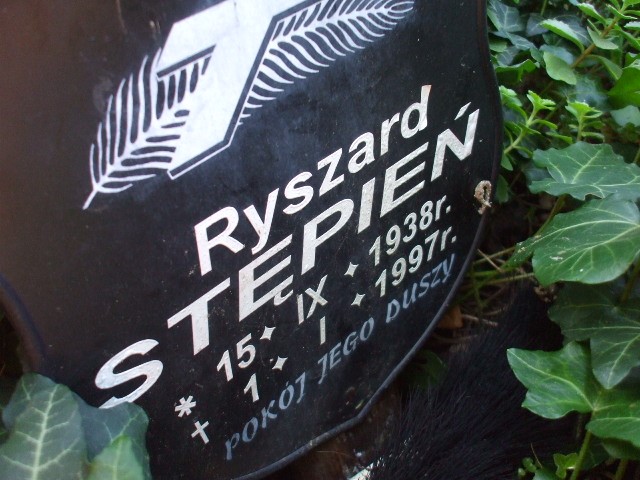 Ryszard
STĘPIEŃ
* 15 ✦ IX ✦ 1938r.
† 1 ✦ I ✦ 1997r.
POKÓJ JEGO DUSZY